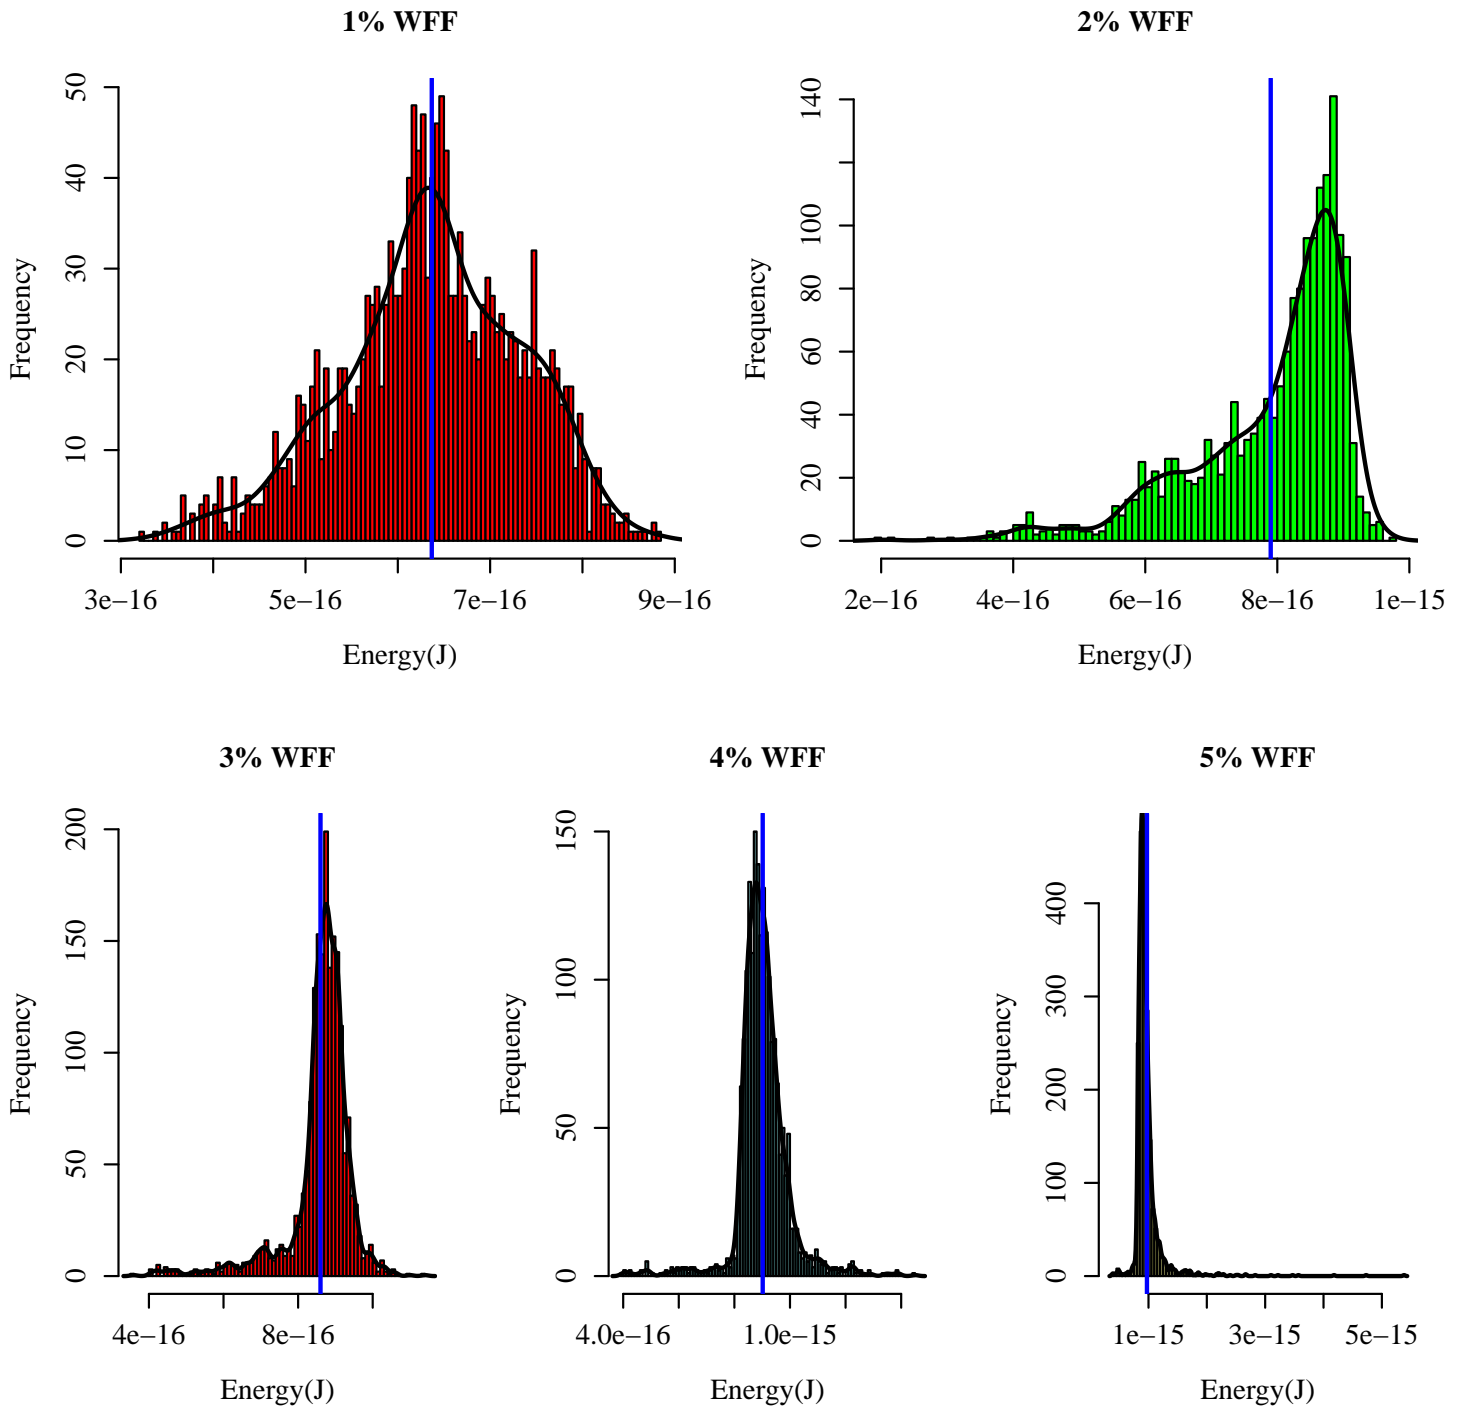 1% WFF
Frequency
50
40
30
20
10
0
3e−16
5e−16
7e−16
9e−16
Energy(J)
2% WFF
Frequency
140
100
80
60
40
20
0
2e−16
4e−16
6e−16
8e−16
1e−15
Energy(J)
3% WFF
Frequency
200
150
100
50
0
4e−16
8e−16
Energy(J)
4% WFF
Frequency
150
100
50
0
4.0e−16
1.0e−15
Energy(J)
5% WFF
Frequency
400
300
200
100
0
1e−15
3e−15
5e−15
Energy(J)